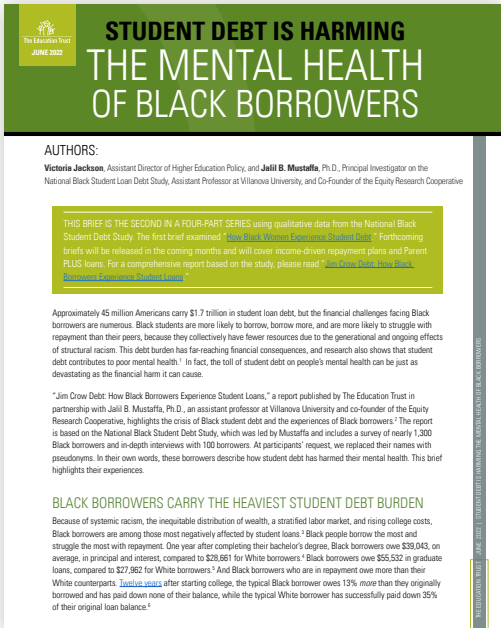 The Education Trust
JUNE 2022
STUDENT DEBT IS HARMING
THE MENTAL HEALTH
OF BLACK BORROWERS
AUTHORS:
Victoria Jackson, Assistant Director of Higher Education Policy, and Jalil B. Mustaffa, Ph.D., Principal Investigator on the
National Black Student Loan Debt Study, Assistant Professor at Villanova University, and Co-Founder of the Equity Research Cooperative
THIS BRIEF IS THE SECOND IN A FOUR-PART SERIES using qualitative data from the National Black
Student Debt Study. The first brief examined "How Black Women Experience Student Debt." Forthcoming
briefs will be released in the coming months and will cover income-driven repayment plans and Parent
PLUS loans. For a comprehensive report based on the study, please read "Jim Crow Debt: How Black
Borrowers Experience Student Loans."
Approximately 45 million Americans carry $1.7 trillion in student loan debt, but the financial challenges facing Black
borrowers are numerous. Black students are more likely to borrow, borrow more, and are more likely to struggle with
repayment than their peers, because they collectively have fewer resources due to the generational and ongoing effects
of structural racism. This debt burden has far-reaching financial consequences, and research also shows that student
debt contributes to poor mental health.1 In fact, the toll of student debt on people's mental health can be just as
devastating as the financial harm it can cause.
"Jim Crow Debt: How Black Borrowers Experience Student Loans," a report published by The Education Trust in
partnership with Jalil B. Mustaffa, Ph.D., an assistant professor at Villanova University and co-founder of the Equity
Research Cooperative, highlights the crisis of Black student debt and the experiences of Black borrowers.2 The report
is based on the National Black Student Debt Study, which was led by Mustaffa and includes a survey of nearly 1,300
Black borrowers and in-depth interviews with 100 borrowers. At participants' request, we replaced their names with
pseudonyms. In their own words, these borrowers describe how student debt has harmed their mental health. This brief
highlights their experiences.
BLACK BORROWERS CARRY THE HEAVIEST STUDENT DEBT BURDEN
Because of systemic racism, the inequitable distribution of wealth, a stratified labor market, and rising college costs,
Black borrowers are among those most negatively affected by student loans.3 Black people borrow the most and
struggle the most with repayment. One year after completing their bachelor's degree, Black borrowers owe $39,043, on
average, in principal and interest, compared to $28,661 for White borrowers.4 Black borrowers owe $55,532 in graduate
loans, compared to $27,962 for White borrowers.5 And Black borrowers who are in repayment owe more than their
White counterparts. Twelve years after starting college, the typical Black borrower owes 13% more than they originally
borrowed and has paid down none of their balance, while the typical White borrower has successfully paid down 35%
of their original loan balance.6
THE EDUCATION TRUST | JUNE 2022 | STUDENT DEBT IS HARMING THE MENTAL HEALTH OF BLACK BORROWERS